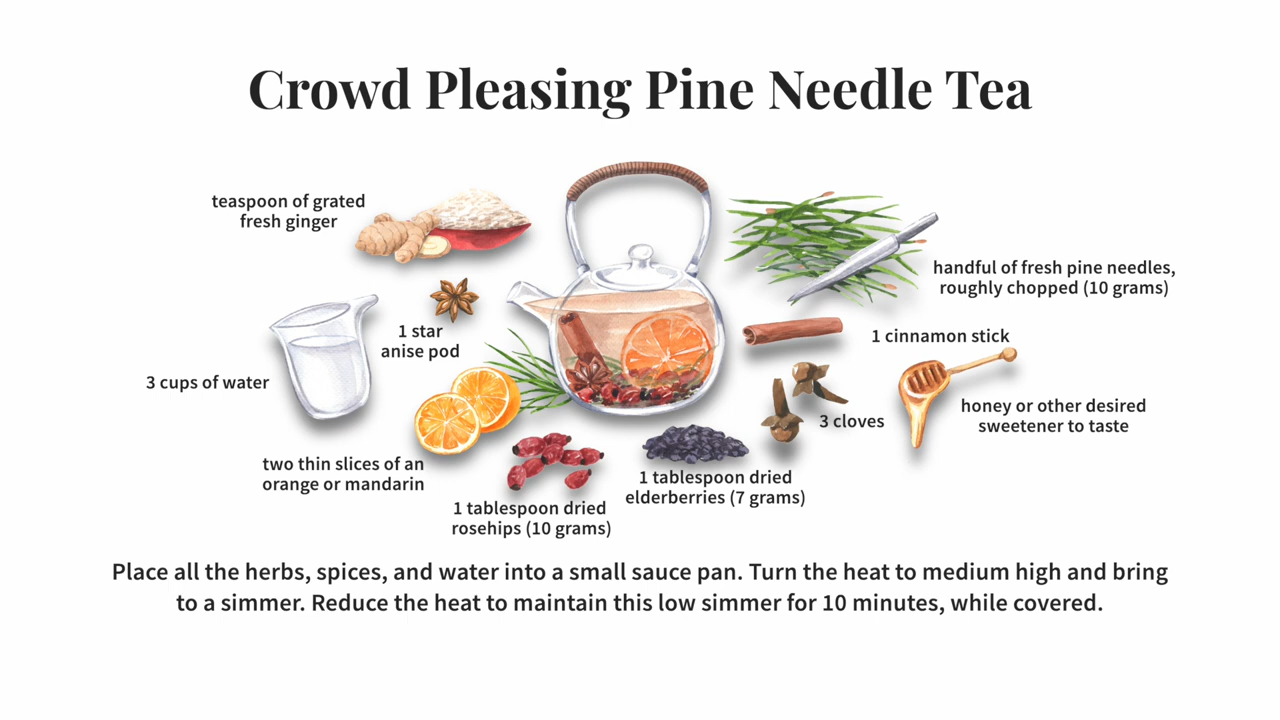 Crowd Pleasing Pine Needle Tea
teaspoon of grated
fresh ginger
handful of fresh pine needles,
roughly chopped (10 grams)
1 star
anise pod
1 cinnamon stick
3 cups of water
3 cloves
honey or other desired
sweetener to taste
two thin slices of an
orange or mandarin
1 tablespoon dried
elderberries (7 grams)
1 tablespoon dried
rosehips (10 grams)
Place all the herbs, spices, and water into a small sauce pan. Turn the heat to medium high and bring
to a simmer. Reduce the heat to maintain this low simmer for 10 minutes, while covered.